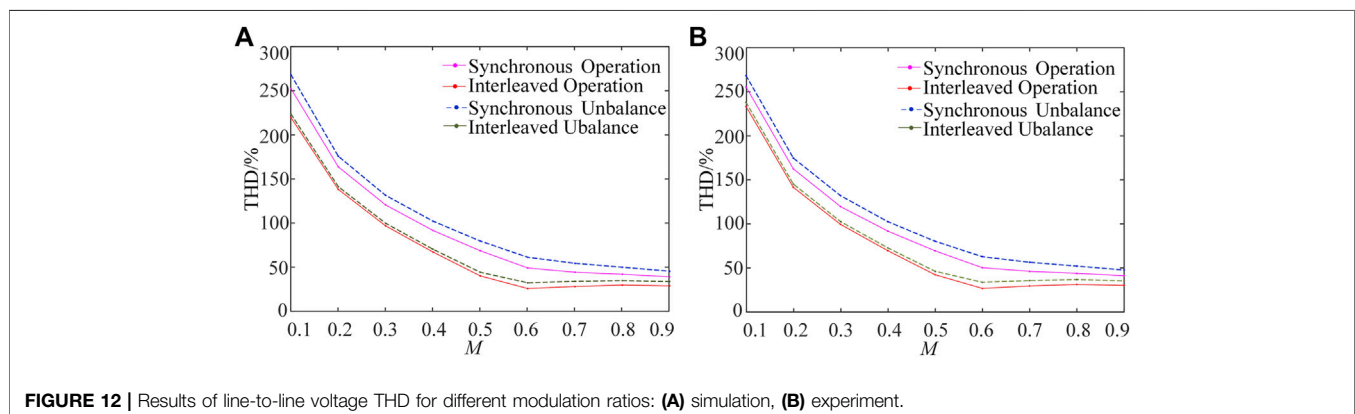 A
300
250
200
150
100
50
0
THD/%
Synchronous Operation
Interleaved Operation
Synchronous Unbalance
Interleaved Ubalance
0.1 0.2 0.3 0.4 0.5 0.6 0.7 0.8 0.9
M
B
300
250
200
150
100
50
0
THD/%
Synchronous Operation
Interleaved Operation
Synchronous Unbalance
Interleaved Ubalance
0.1 0.2 0.3 0.4 0.5 0.6 0.7 0.8 0.9
M
FIGURE 12 | Results of line-to-line voltage THD for different modulation ratios: (A) simulation, (B) experiment.